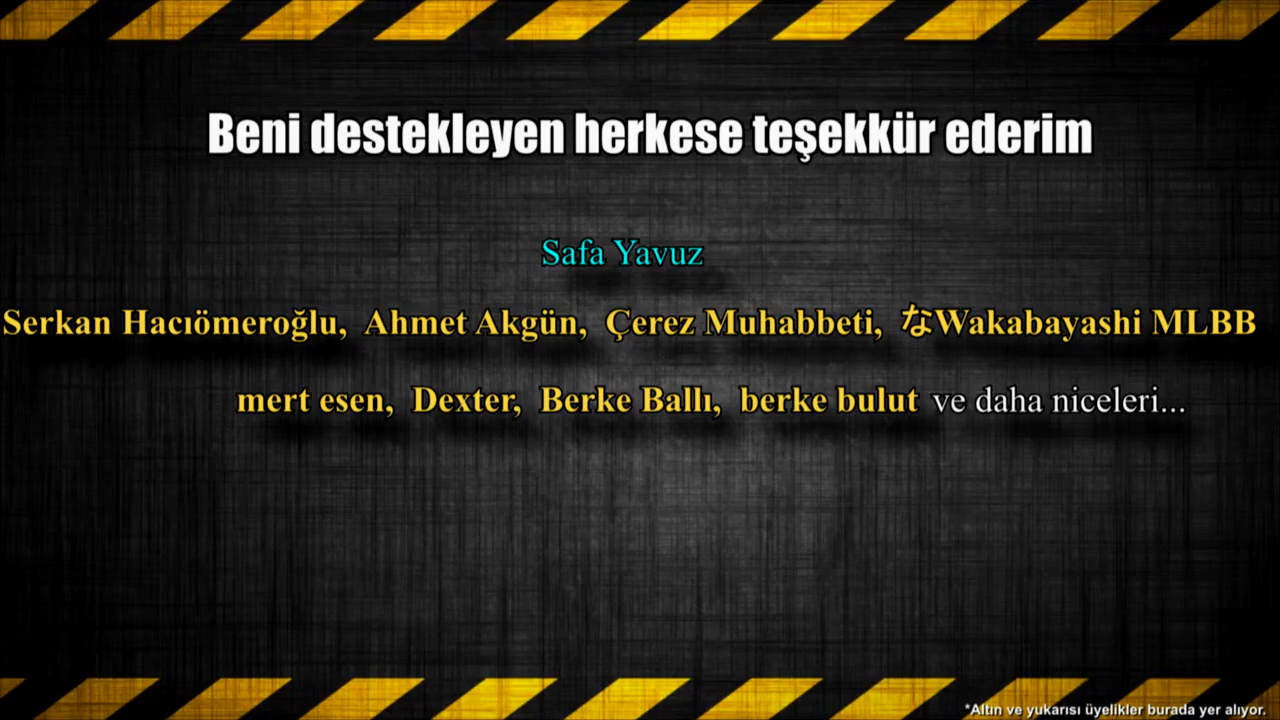 Beni destekleyen herkese teşekkür ederim
Safa Yavuz
Serkan Hacıömeroğlu, Ahmet Akgün, Çerez Muhabbeti, なWakabayashi MLBB
mert esen, Dexter, Berke Ballı, berke bulut ve daha niceleri...
*Altın ve yukarısı üyelikler burada yer alıyor.